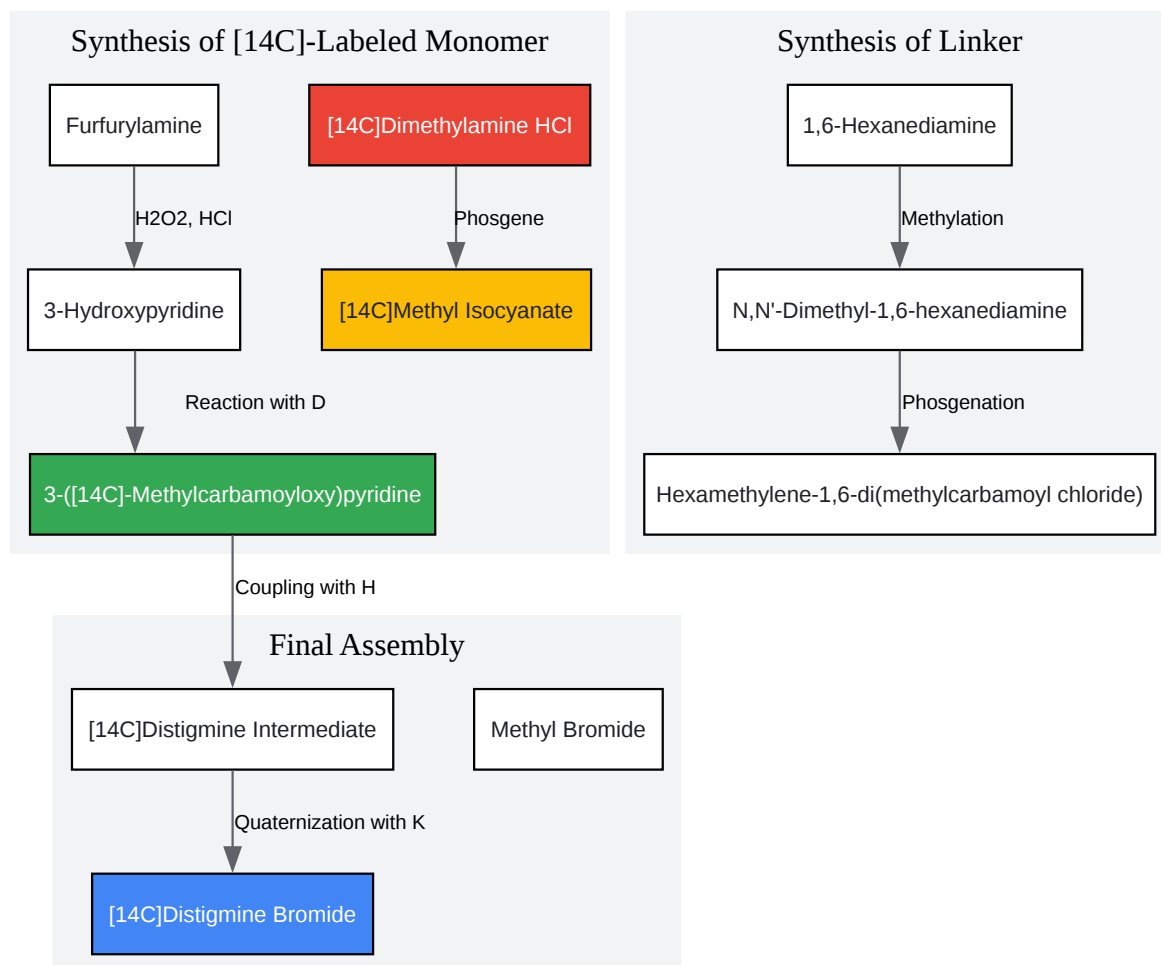 Synthesis of [14C]-Labeled Monomer
Furfurylamine
[14C]Dimethylamine HCl
H2O2, HCl
Phosgene
3-Hydroxypyridine
[14C]Methyl Isocyanate
Reaction with D
3-([14C]-Methylcarbamoyloxy)pyridine
Synthesis of Linker
1,6-Hexanediamine
Methylation
N,N'-Dimethyl-1,6-hexanediamine
Phosgenation
Hexamethylene-1,6-di(methylcarbamoyl chloride)
Coupling with H
Final Assembly
[14C]Distigmine Intermediate
Methyl Bromide
Quaternization with K
[14C]Distigmine Bromide